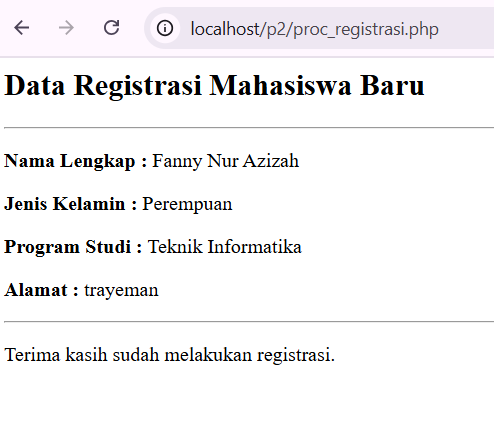 localhost/p2/proc_registrasi.php
Data Registrasi Mahasiswa Baru
Nama Lengkap : Fanny Nur Azizah
Jenis Kelamin : Perempuan
Program Studi : Teknik Informatika
Alamat : trayeman
Terima kasih sudah melakukan registrasi.